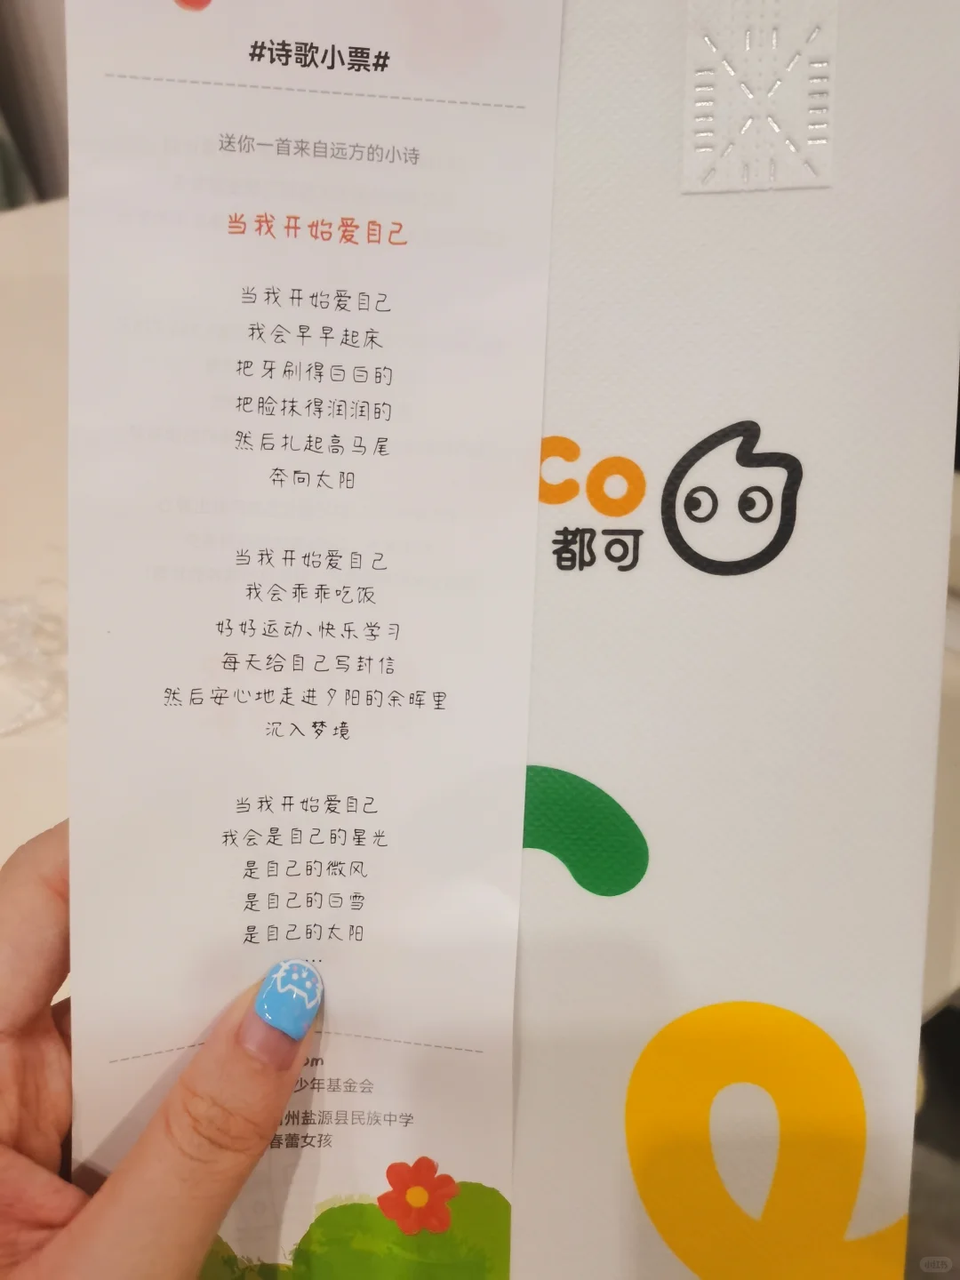 #诗歌小票#
送你一首来自远方的小诗
当我开始爱自己
当我开始爱自己
我会早早起床
把牙刷得白白的
把脸抹得润润的
然后扎起高马尾
奔向太阳
当我开始爱自己
我会乖乖吃饭
好好运动、快乐学习
每天给自己写封信
然后安心地走进夕阳的余晖里
沉入梦境
当我开始爱自己
我会是自己的星光
是自己的微风
是自己的白雪
是自己的太阳
...
om
少年基金会
州盐源县民族中学
春蕾女孩
co
都可
小红书